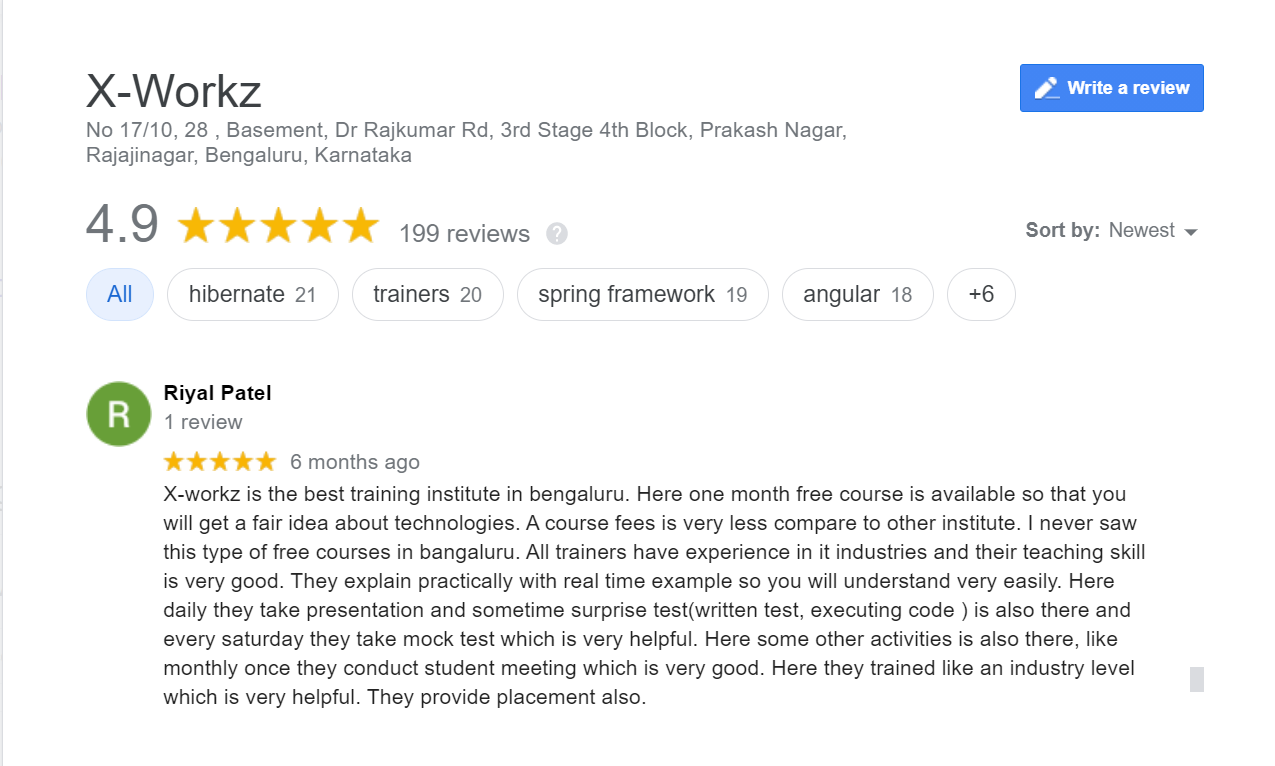 X-Workz
Write a review
No 17/10, 28 , Basement, Dr Rajkumar Rd, 3rd Stage 4th Block, Prakash Nagar,
Rajajinagar, Bengaluru, Karnataka
4.9 199 reviews ?
Sort by: Newest
All hibernate 21 trainers 20 spring framework 19 angular 18 +6
R
Riyal Patel
1 review
6 months ago
X-workz is the best training institute in bengaluru. Here one month free course is available so that you
will get a fair idea about technologies. A course fees is very less compare to other institute. I never saw
this type of free courses in bangaluru. All trainers have experience in it industries and their teaching skill
is very good. They explain practically with real time example so you will understand very easily. Here
daily they take presentation and sometime surprise test(written test, executing code ) is also there and
every saturday they take mock test which is very helpful. Here some other activities is also there, like
monthly once they conduct student meeting which is very good. Here they trained like an industry level
which is very helpful. They provide placement also.